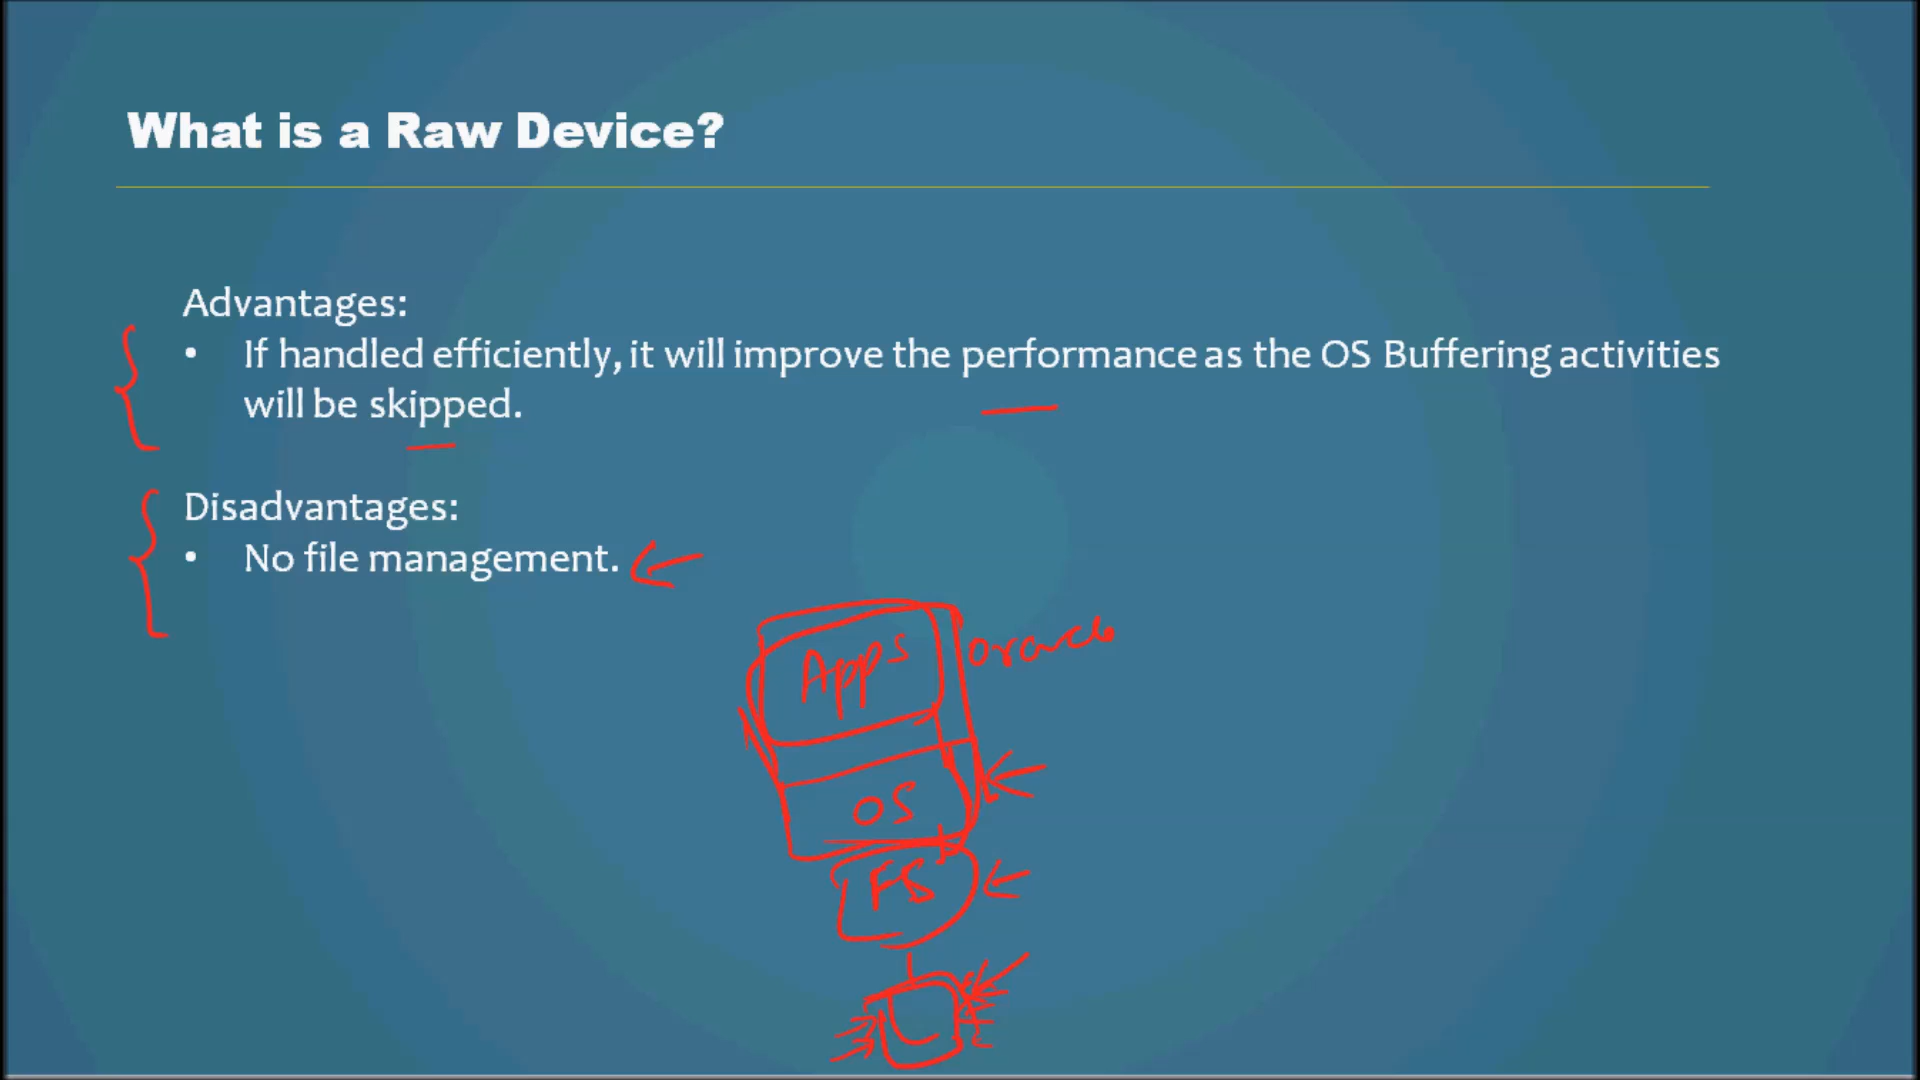 What is a Raw Device?
Advantages:
• If handled efficiently, it will improve the performance as the OS Buffering activities
will be skipped.
Disadvantages:
• No file management.
Apps
oracle
OS
FS